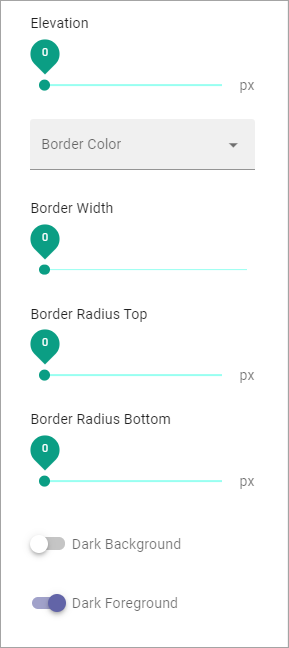 Elevation
0
px
Border Color
Border Width
0
Border Radius Top
0
px
Border Radius Bottom
0
px
Dark Background
Dark Foreground